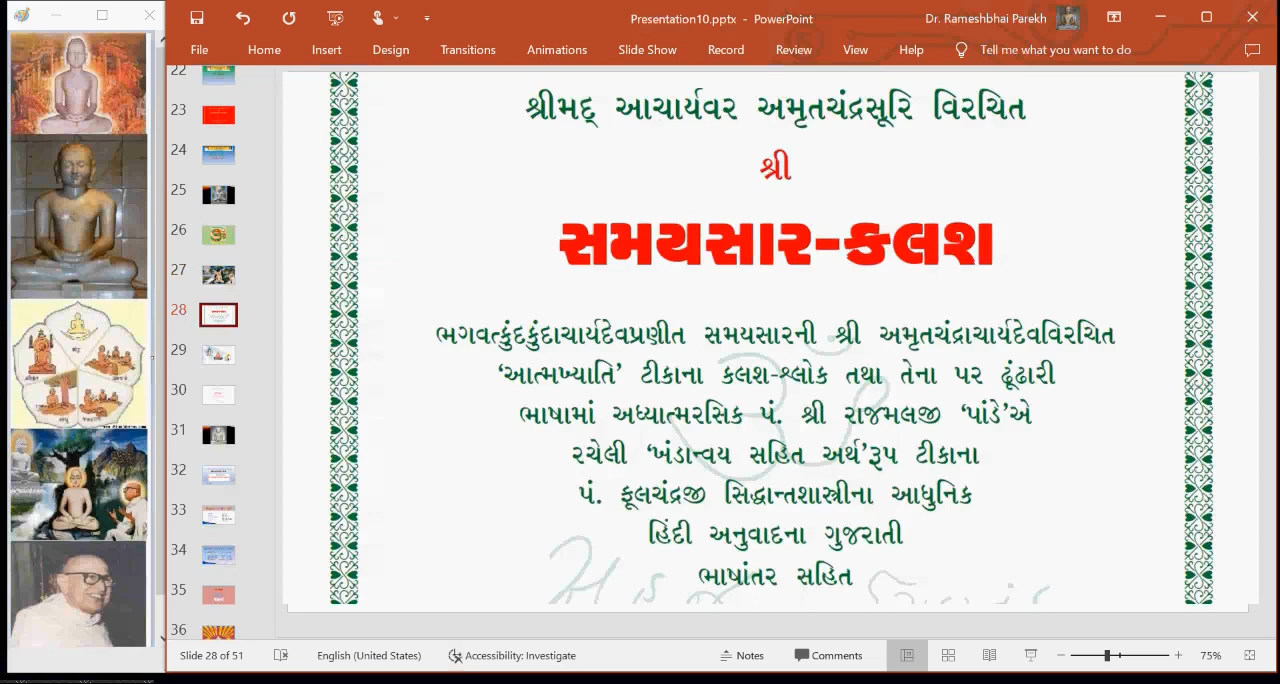 Presentation10.pptx - PowerPoint
Dr. Rameshbhai Parekh
File Home Insert Design Transitions Animations Slide Show Record Review View Help Tell me what you want to do
22
23
24
25
26
27
28
29
30
31
32
33
34
35
36
શ્રીમદ્ આચાર્યવર અમૃતચંદ્રસૂરિ વિરચિત
શ્રી
સમયસાર-કલશ
ભગવત્કુંદકુંદાચાર્યદેવપ્રણીત સમયસારની શ્રી અમૃતચંદ્રાચાર્યદેવવિરચિત
‘આત્મખ્યાતિ’ ટીકાના કલશ-શ્લોક તથા તેના પર ઢૂંઢારી
ભાષામાં અધ્યાત્મરસિક પં. શ્રી રાજમલજી ‘પાંડે’એ
રચેલી ‘ખંડાન્વય સહિત અર્થ’રૂપ ટીકાના
પં. ફૂલચંદ્રજી સિદ્ધાન્તશાસ્ત્રીના આધુનિક
હિંદી અનુવાદના ગુજરાતી
ભાષાંતર સહિત
Slide 28 of 51 English (United States) Accessibility: Investigate Notes Comments 75%